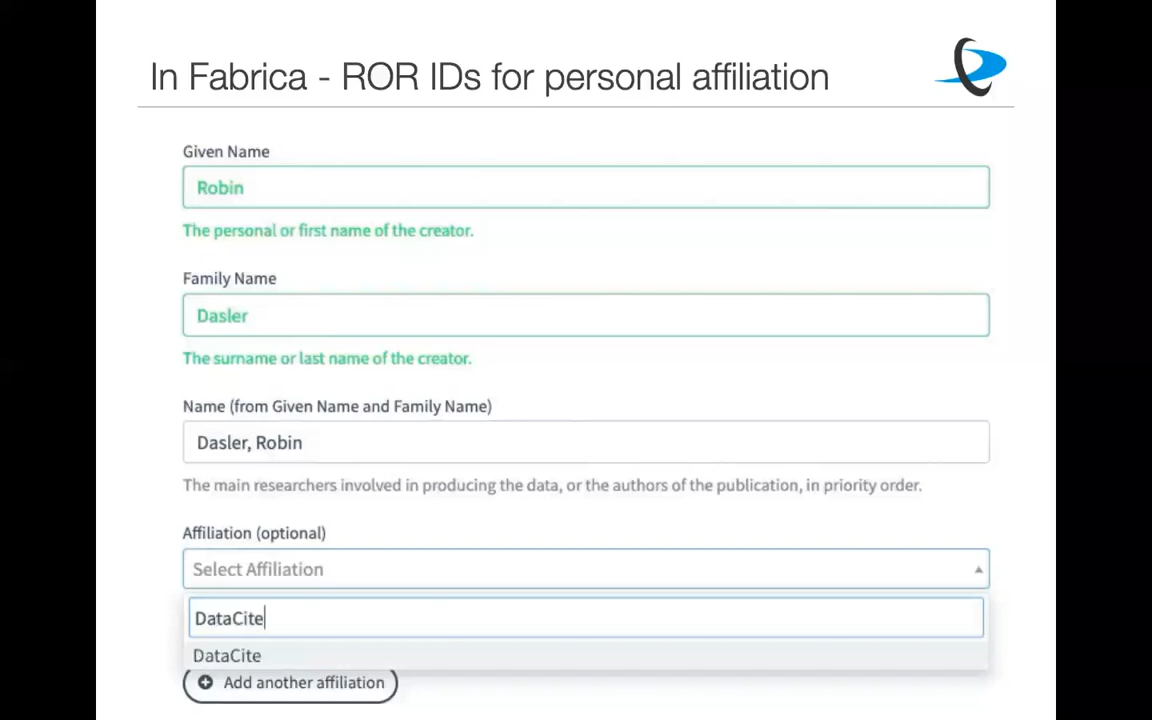 In Fabrica - ROR IDs for personal affiliation
Given Name
Robin
The personal or first name of the creator.
Family Name
Dasler
The surname or last name of the creator.
Name (from Given Name and Family Name)
Dasler, Robin
The main researchers involved in producing the data, or the authors of the publication, in priority order.
Affiliation (optional)
Select Affiliation
DataCite
DataCite
Add another affiliation